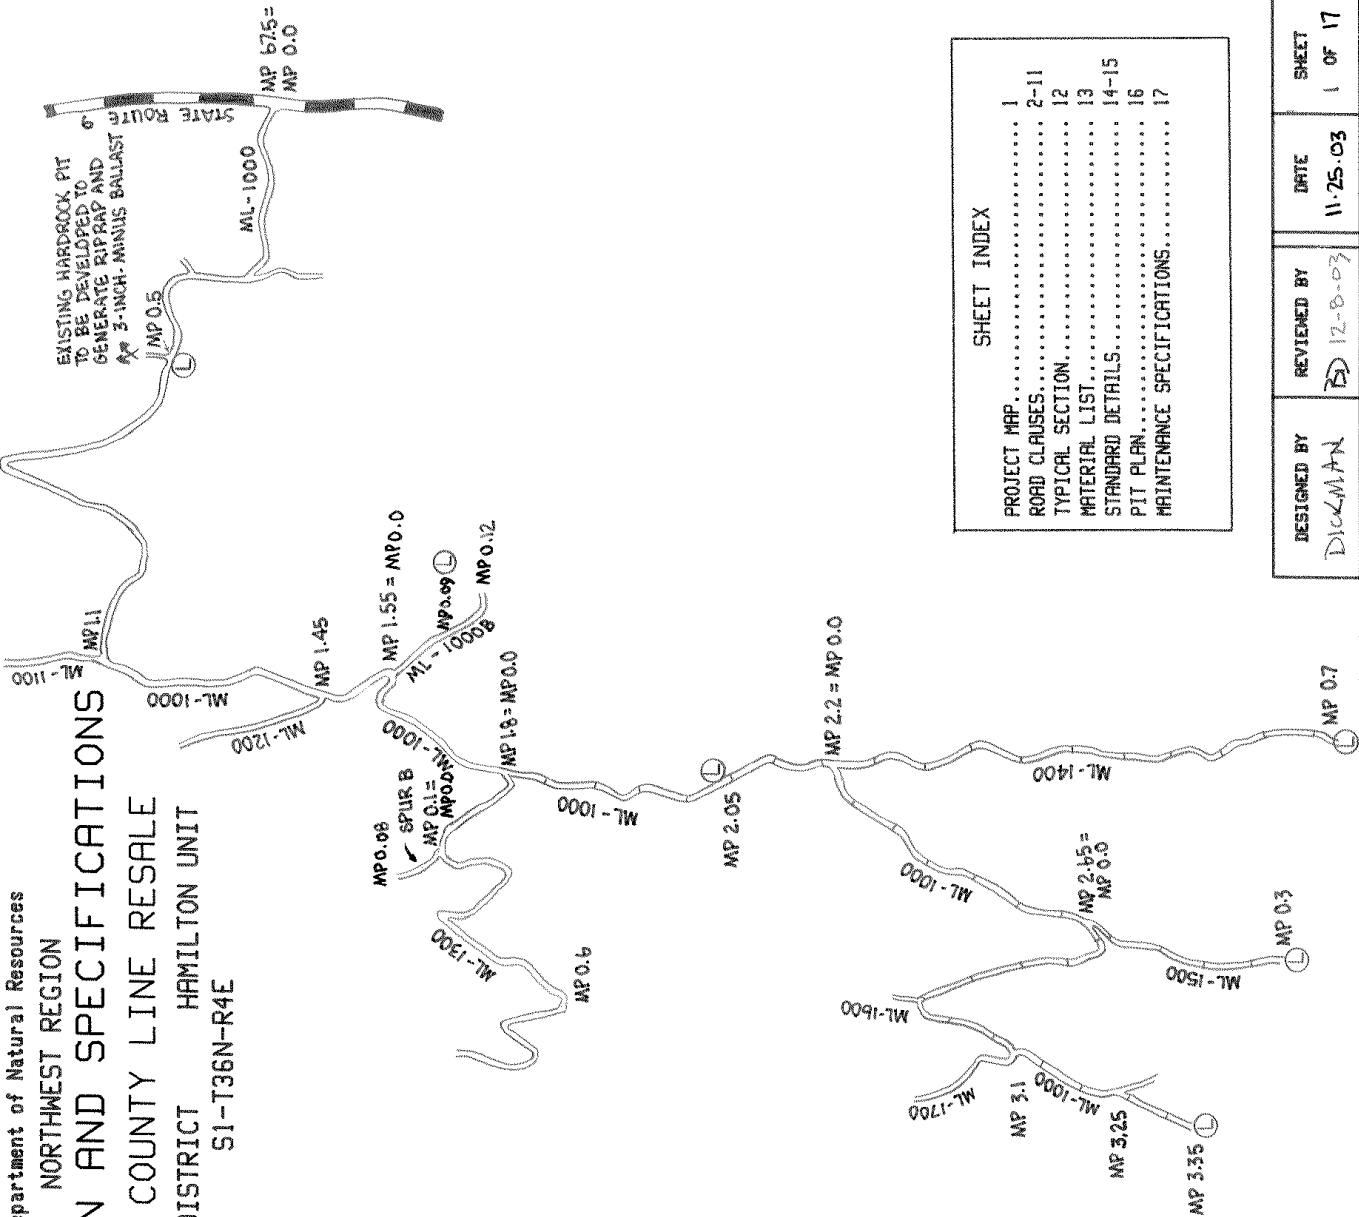 epartment of Natural Resources
NORTHWEST REGION
N AND SPECIFICATIONS
COUNTY LINE RESALE
DISTRICT HAMILTON UNIT
S1-T36N-R4E
EXISTING HARDROCK PIT
TO BE DEVELOPED TO
GENERATE RIPRAP AND
3-INCH-MINUS BALLAST
STATE ROUTE 9
MP 67.5=
MP 0.0
ML-1000
MP 0.5
L
MP 1.1
ML-1100
ML-1000
ML-1200
MP 1.45
MP 1.55 = MP 0.0
MP 0.09 L
MP 0.12
ML-1000B
ML-1000
MP 1.8 = MP 0.0
MP 0.08
SPUR B
MP 0.1=
MP 0.0
ML-1300
MP 0.6
ML-1000
L
MP 2.05
MP 2.2 = MP 0.0
ML-1400
MP 0.7
L
ML-1000
MP 2.65=
MP 0.0
ML-1500
MP 0.3
L
ML-1600
ML-1700
MP 3.1
ML-1000
MP 3.25
MP 3.35
L
SHEET INDEX
PROJECT MAP 1
ROAD CLAUSES 2-11
TYPICAL SECTION 12
MATERIAL LIST 13
STANDARD DETAILS 14-15
PIT PLAN 16
MAINTENANCE SPECIFICATIONS 17
DESIGNED BY REVIEWED BY DATE SHEET
DICKMAN 12-8-03 11-25-03 1 OF 17